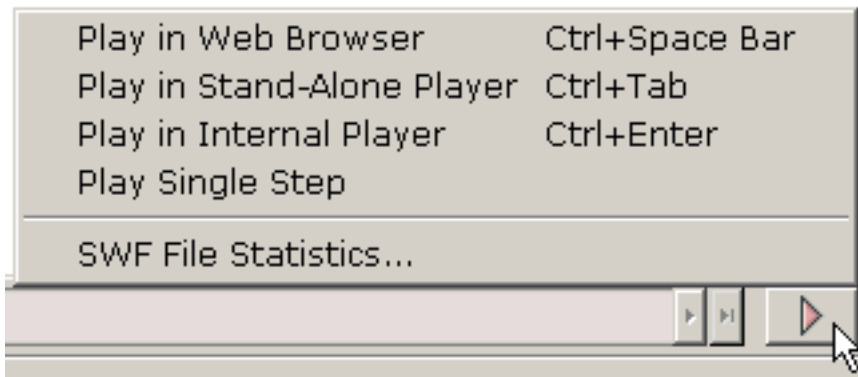 Play in Web Browser Ctrl+Space Bar
Play in Stand-Alone Player Ctrl+Tab
Play in Internal Player Ctrl+Enter
Play Single Step
SWF File Statistics...